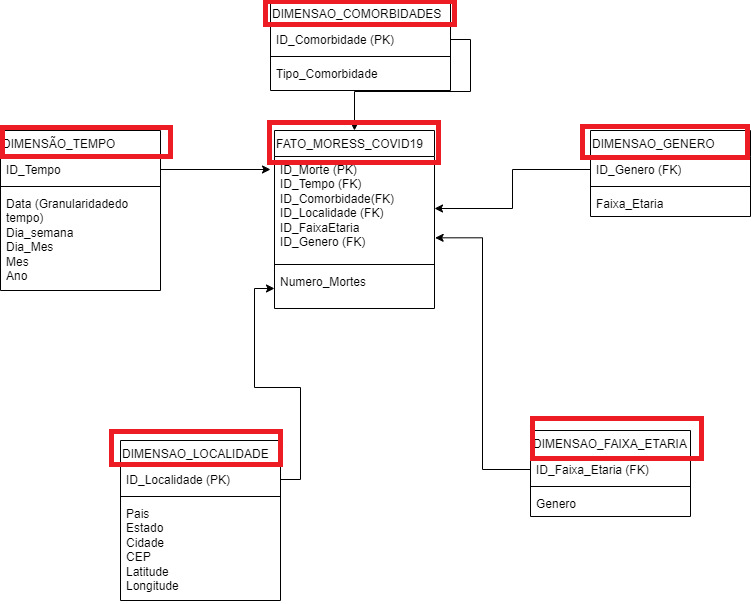 DIMENSAO_COMORBIDADES
ID_Comorbidade (PK)
Tipo_Comorbidade
DIMENSÃO_TEMPO
ID_Tempo
Data (Granularidadedo
tempo)
Dia_semana
Dia_Mes
Mes
Ano
FATO_MORESS_COVID19
ID_Morte (PK)
ID_Tempo (FK)
ID_Comorbidade(FK)
ID_Localidade (FK)
ID_FaixaEtaria
ID_Genero (FK)
Numero_Mortes
DIMENSAO_GENERO
ID_Genero (FK)
Faixa_Etaria
DIMENSAO_LOCALIDADE
ID_Localidade (PK)
Pais
Estado
Cidade
CEP
Latitude
Longitude
DIMENSAO_FAIXA_ETARIA
ID_Faixa_Etaria (FK)
Genero